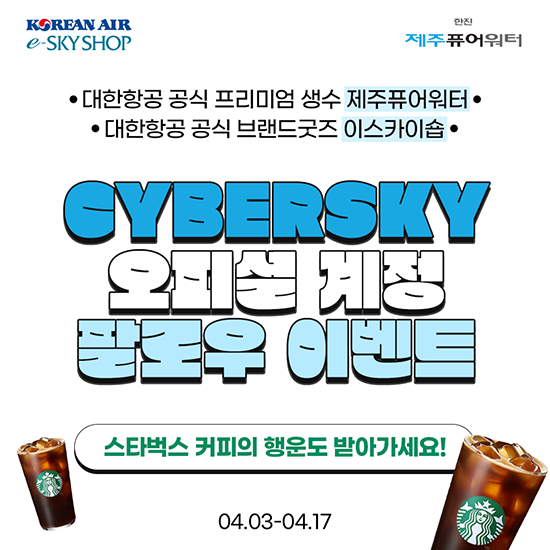 KOREAN AIR
e-SKYSHOP
한진
제주퓨어워터
•대한항공 공식 프리미엄 생수 제주퓨어워터•
•대한항공 공식 브랜드굿즈 이스카이숍•
CYBERSKY
오피셜 계정
팔로우 이벤트
스타벅스 커피의 행운도 받아가세요!
04.03-04.17